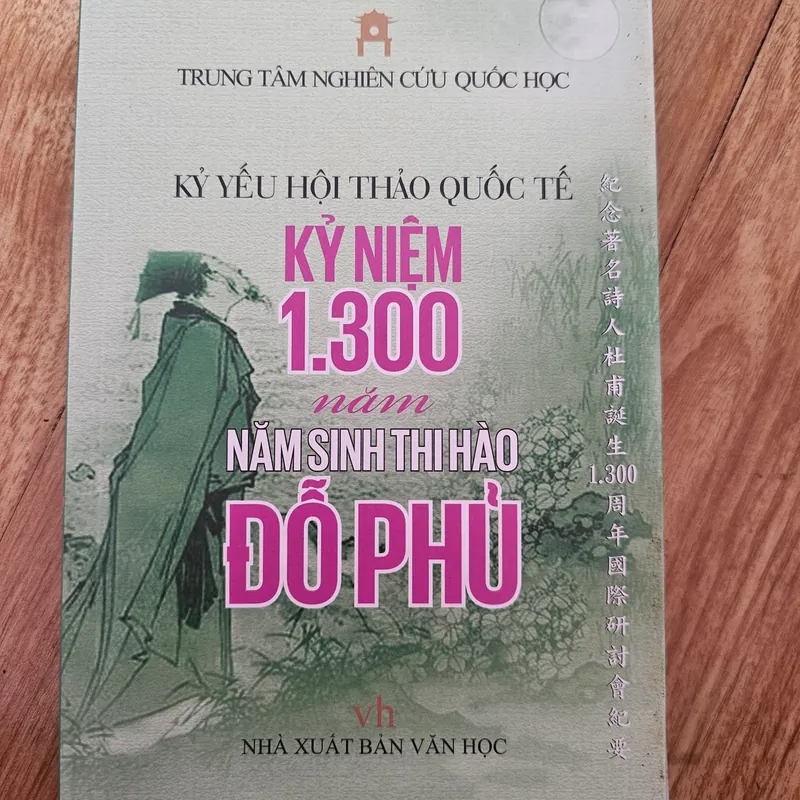 TRUNG TÂM NGHIÊN CỨU QUỐC HỌC
KỶ YẾU HỘI THẢO QUỐC TẾ
KỶ NIỆM
1.300
năm
NĂM SINH THI HÀO
ĐỖ PHỦ
紀念著名詩人杜甫誕生1.300周年國際研討會紀要
vh
NHÀ XUẤT BẢN VĂN HỌC